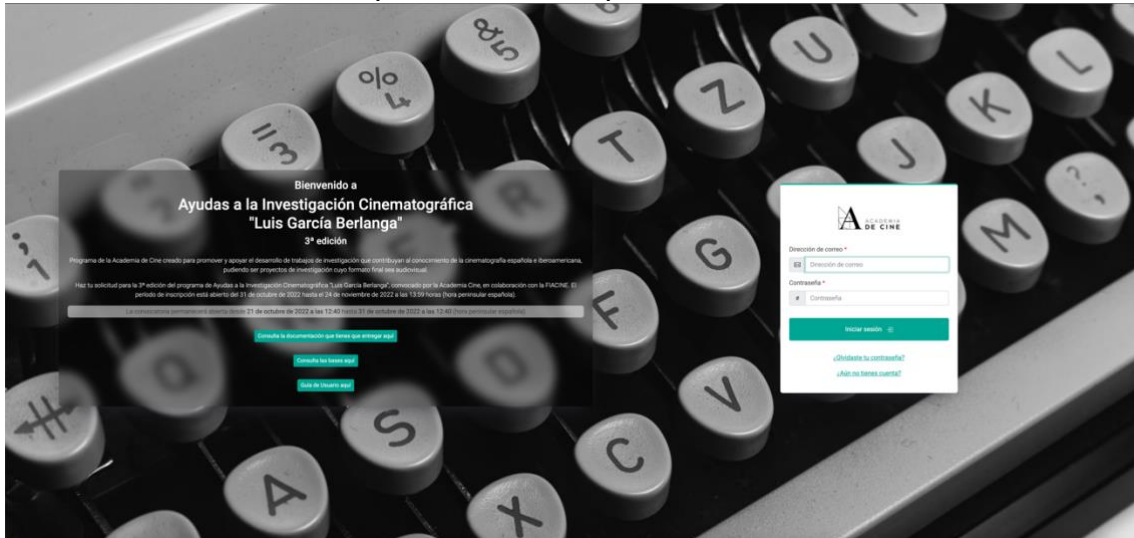 Bienvenido a
Ayudas a la Investigación Cinematográfica
"Luis García Berlanga"
3ª edición
Programa de la Academia de Cine creado para promover y apoyar el desarrollo de trabajos de investigación que contribuyan al conocimiento de la cinematografía española e iberoamericana,
pudiendo ser proyectos de investigación cuyo formato final sea audiovisual.
Haz tu solicitud para la 3ª edición del programa de Ayudas a la Investigación Cinematográfica "Luis García Berlanga", convocado por la Academia Cine, en colaboración con la FIACINE. El
periodo de inscripción está abierto del 31 de octubre de 2022 hasta el 24 de noviembre de 2022 a las 13:59 horas (hora peninsular española).
La convocatoria permanecerá abierta desde 21 de octubre de 2022 a las 12:40 hasta 31 de octubre de 2022 a las 12:40 (hora peninsular española).
Consulta la documentación que tienes que entregar aquí
Consulta las bases aquí
Guía de Usuario aquí
ACADEMIA
DE CINE
Dirección de correo *
Dirección de correo
Contraseña *
# Contraseña
Iniciar sesión
¿Olvidaste tu contraseña?
¿Aún no tienes cuenta?
& 5
% 4
= 3
; 1
T Z U
R
G J K L
F
D
S
A
X C V
M
? ,